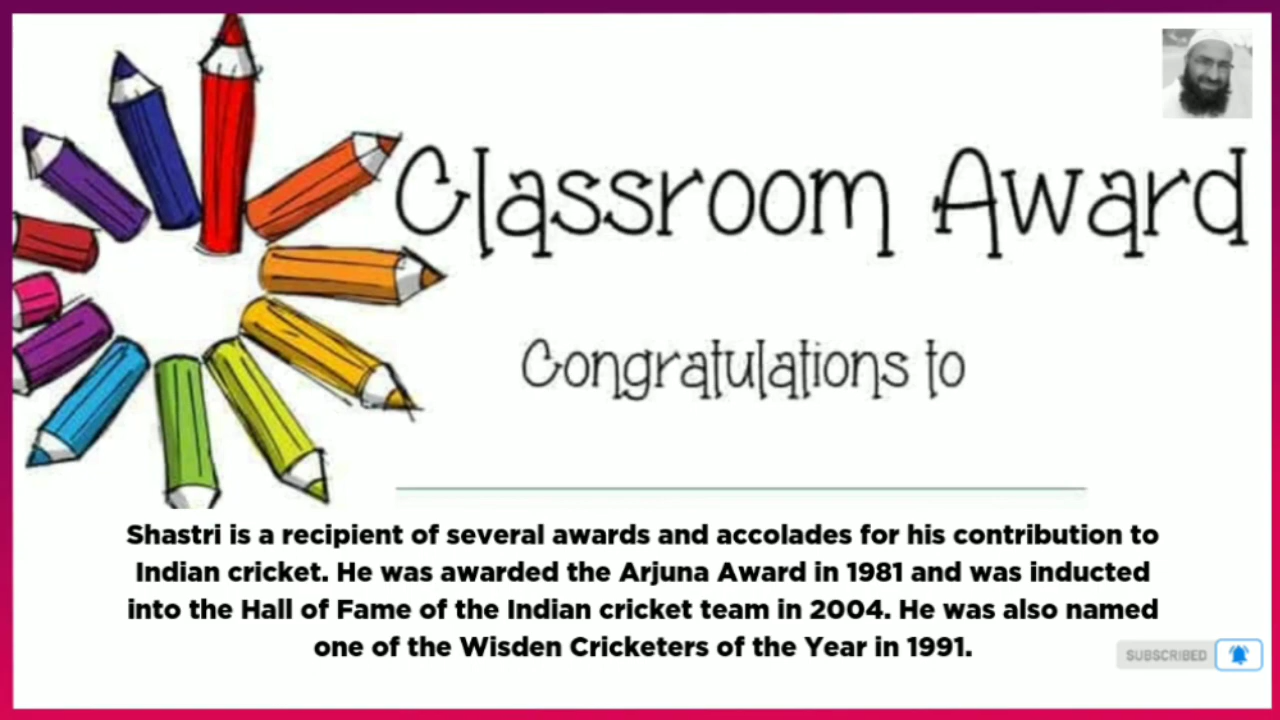 Classroom Award
Congratulations to
Shastri is a recipient of several awards and accolades for his contribution to
Indian cricket. He was awarded the Arjuna Award in 1981 and was inducted
into the Hall of Fame of the Indian cricket team in 2004. He was also named
one of the Wisden Cricketers of the Year in 1991.
SUBSCRIBED